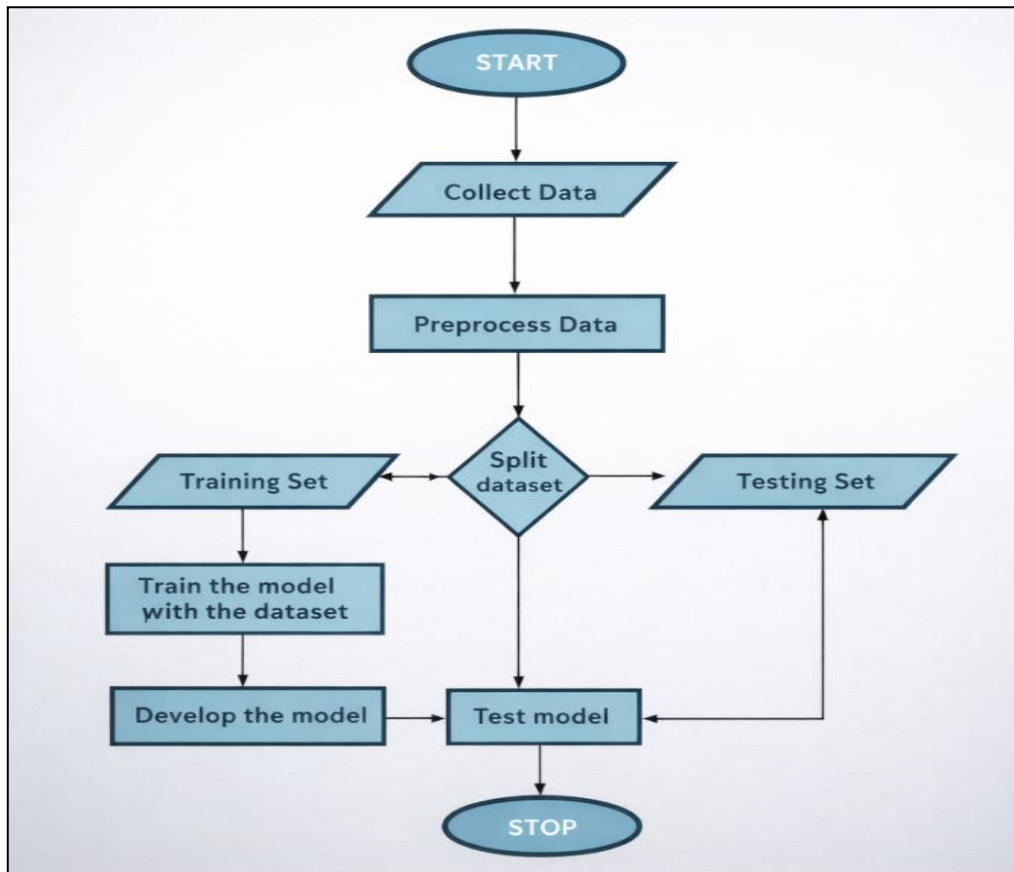 START
Collect Data
Preprocess Data
Split
dataset
Training Set
Testing Set
Train the model
with the dataset
Develop the model
Test model
STOP